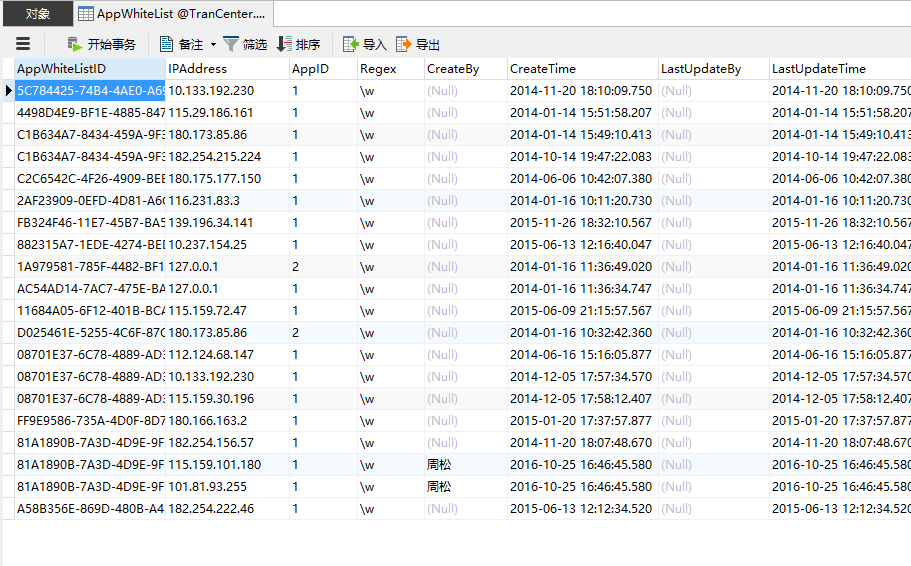 对象 AppWhiteList @TranCenter....
开始事务 备注 筛选 排序 导入 导出
AppWhiteListID IPAddress AppID Regex CreateBy CreateTime LastUpdateBy LastUpdateTime
5C784425-74B4-4AE0-A69 10.133.192.230 1 \w (Null) 2014-11-20 18:10:09.750 (Null) 2014-11-20 18:10:09.750
4498D4E9-BF1E-4885-847 115.29.186.161 1 \w (Null) 2014-01-14 15:51:58.207 (Null) 2014-01-14 15:51:58.207
C1B634A7-8434-459A-9F3 180.173.85.86 1 \w (Null) 2014-01-14 15:49:10.413 (Null) 2014-01-14 15:49:10.413
C1B634A7-8434-459A-9F3 182.254.215.224 1 \w (Null) 2014-10-14 19:47:22.083 (Null) 2014-10-14 19:47:22.083
C2C6542C-4F26-4909-BEE 180.175.177.150 1 \w (Null) 2014-06-06 10:42:07.380 (Null) 2014-06-06 10:42:07.380
2AF23909-0EFD-4D81-A6C 116.231.83.3 1 \w (Null) 2014-01-16 10:11:20.730 (Null) 2014-01-16 10:11:20.730
FB324F46-11E7-45B7-BA5 139.196.34.141 1 \w (Null) 2015-11-26 18:32:10.567 (Null) 2015-11-26 18:32:10.567
882315A7-1EDE-4274-BED 10.237.154.25 1 \w (Null) 2015-06-13 12:16:40.047 (Null) 2015-06-13 12:16:40.047
1A979581-785F-4482-BF1 127.0.0.1 2 \w (Null) 2014-01-16 11:36:49.020 (Null) 2014-01-16 11:36:49.020
AC54AD14-7AC7-475E-BA 127.0.0.1 1 \w (Null) 2014-01-16 11:36:34.747 (Null) 2014-01-16 11:36:34.747
11684A05-6F12-401B-BCA 115.159.72.47 1 \w (Null) 2015-06-09 21:15:57.567 (Null) 2015-06-09 21:15:57.567
D025461E-5255-4C6F-87C 180.173.85.86 2 \w (Null) 2014-01-16 10:32:42.360 (Null) 2014-01-16 10:32:42.360
08701E37-6C78-4889-AD3 112.124.68.147 1 \w (Null) 2014-06-16 15:16:05.877 (Null) 2014-06-16 15:16:05.877
08701E37-6C78-4889-AD3 10.133.192.230 1 \w (Null) 2014-12-05 17:57:34.570 (Null) 2014-12-05 17:57:34.570
08701E37-6C78-4889-AD3 115.159.30.196 1 \w (Null) 2014-12-05 17:58:12.407 (Null) 2014-12-05 17:58:12.407
FF9E9586-735A-4D0F-8D7 180.166.163.2 1 \w (Null) 2015-01-20 17:37:57.877 (Null) 2015-01-20 17:37:57.877
81A1890B-7A3D-4D9E-9F 182.254.156.57 1 \w (Null) 2014-11-20 18:07:48.670 (Null) 2014-11-20 18:07:48.670
81A1890B-7A3D-4D9E-9F 115.159.101.180 1 \w 周松 2016-10-25 16:46:45.580 (Null) 2016-10-25 16:46:45.580
81A1890B-7A3D-4D9E-9F 101.81.93.255 1 \w 周松 2016-10-25 16:46:45.580 (Null) 2016-10-25 16:46:45.580
A58B356E-869D-480B-A4 182.254.222.46 1 \w (Null) 2015-06-13 12:12:34.520 (Null) 2015-06-13 12:12:34.520